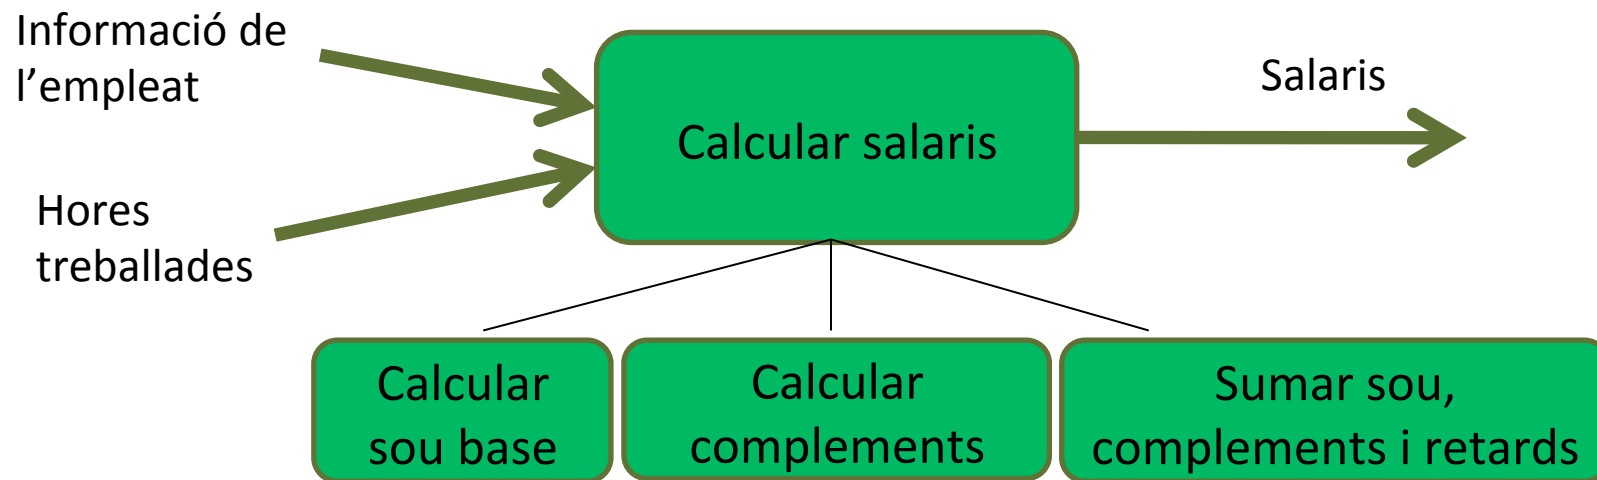 Informació de
l’empleat
Calcular salaris
Salaris
Hores
treballades
Calcular
sou base
Calcular
complements
Sumar sou,
complements i retards